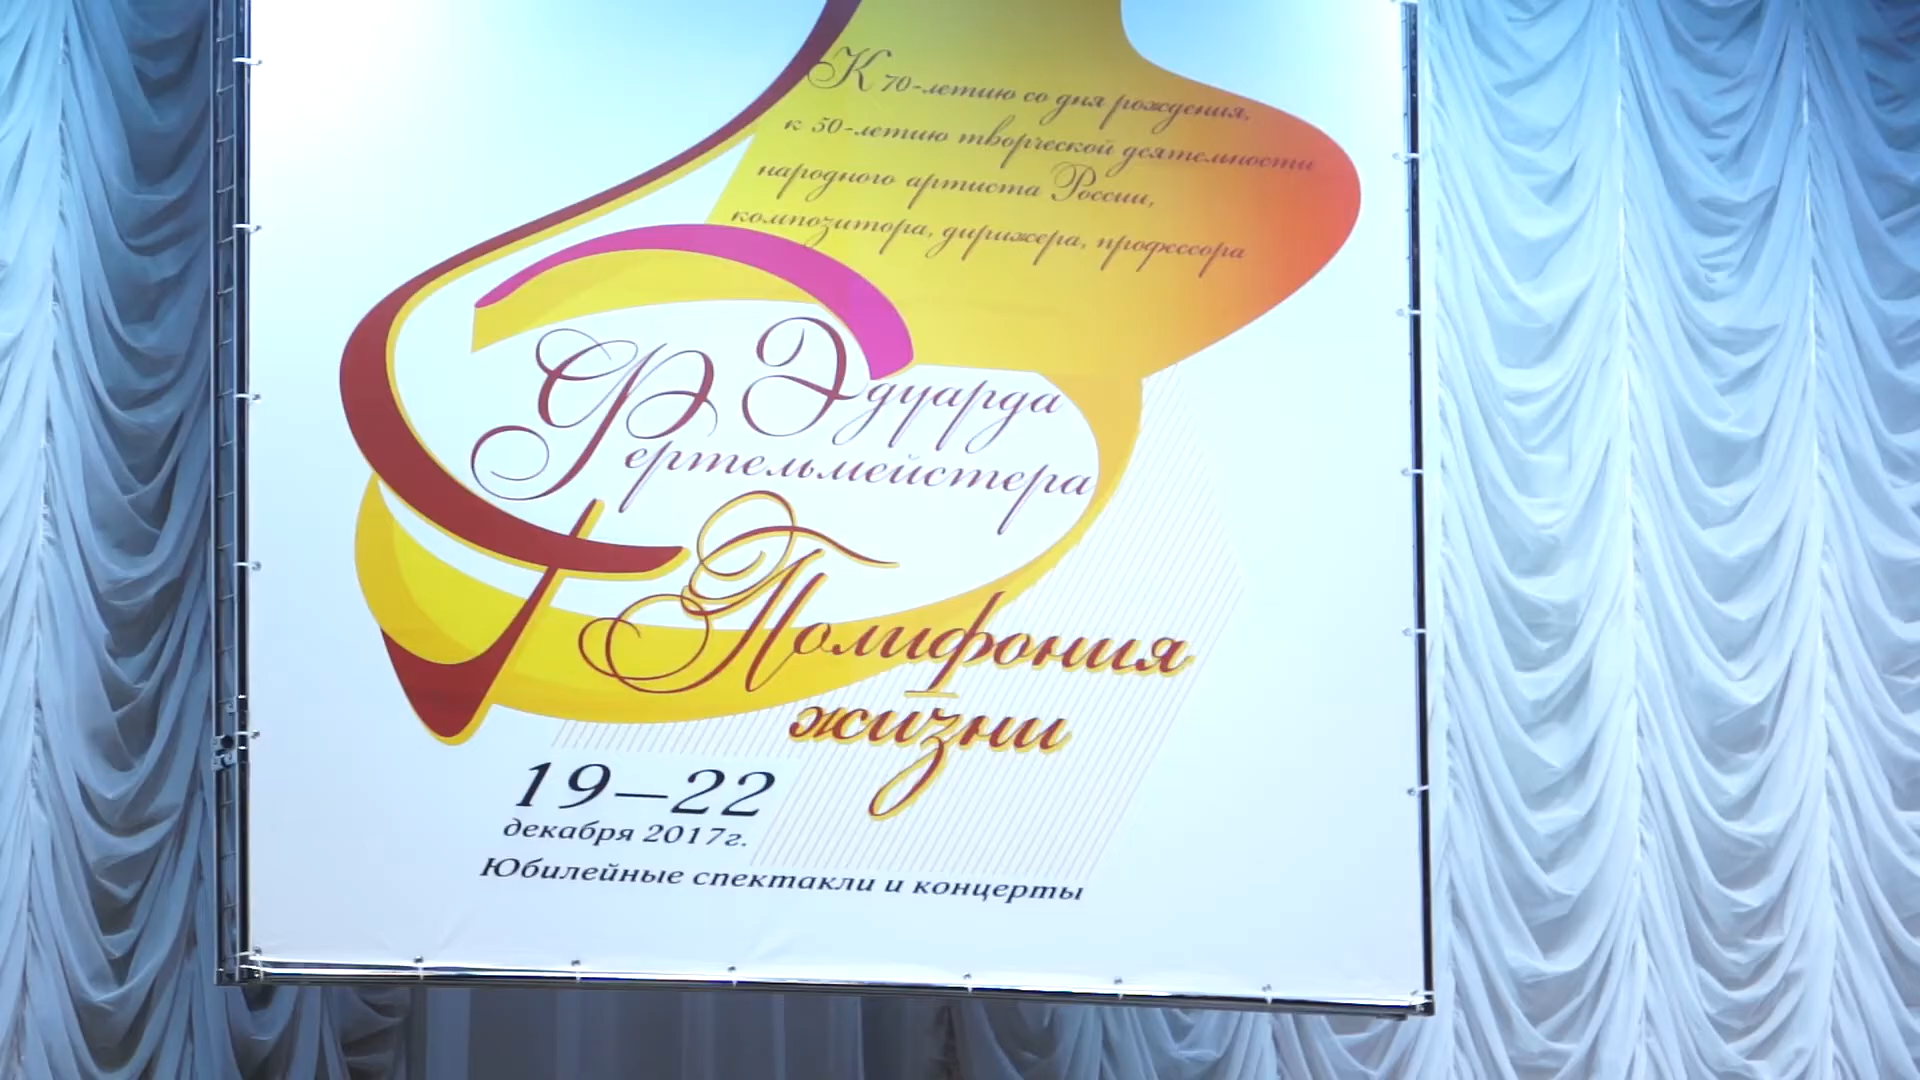 К 70-летию со дня рождения,
к 50-летию творческой деятельности
народного артиста России,
композитора, дирижера, профессора
Эдуарда
Фертельмейстера
Полифония
жизни
19—22
декабря 2017г.
Юбилейные спектакли и концерты